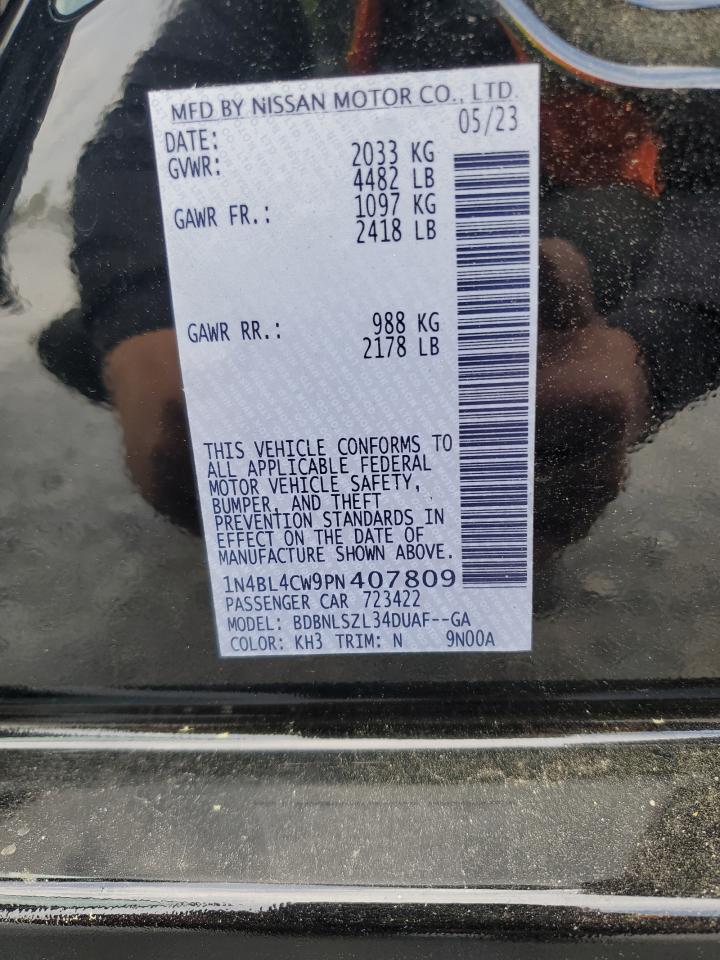 MFD BY NISSAN MOTOR CO., LTD.
DATE: 05/23
GVWR: 2033 KG
4482 LB
GAWR FR.: 1097 KG
2418 LB
GAWR RR.: 988 KG
2178 LB
THIS VEHICLE CONFORMS TO
ALL APPLICABLE FEDERAL
MOTOR VEHICLE SAFETY,
BUMPER, AND THEFT
PREVENTION STANDARDS IN
EFFECT ON THE DATE OF
MANUFACTURE SHOWN ABOVE.
1N4BL4CW9PN407809
PASSENGER CAR 723422
MODEL: BDBNLSZL34DUAF--GA
COLOR: KH3 TRIM: N 9N00A